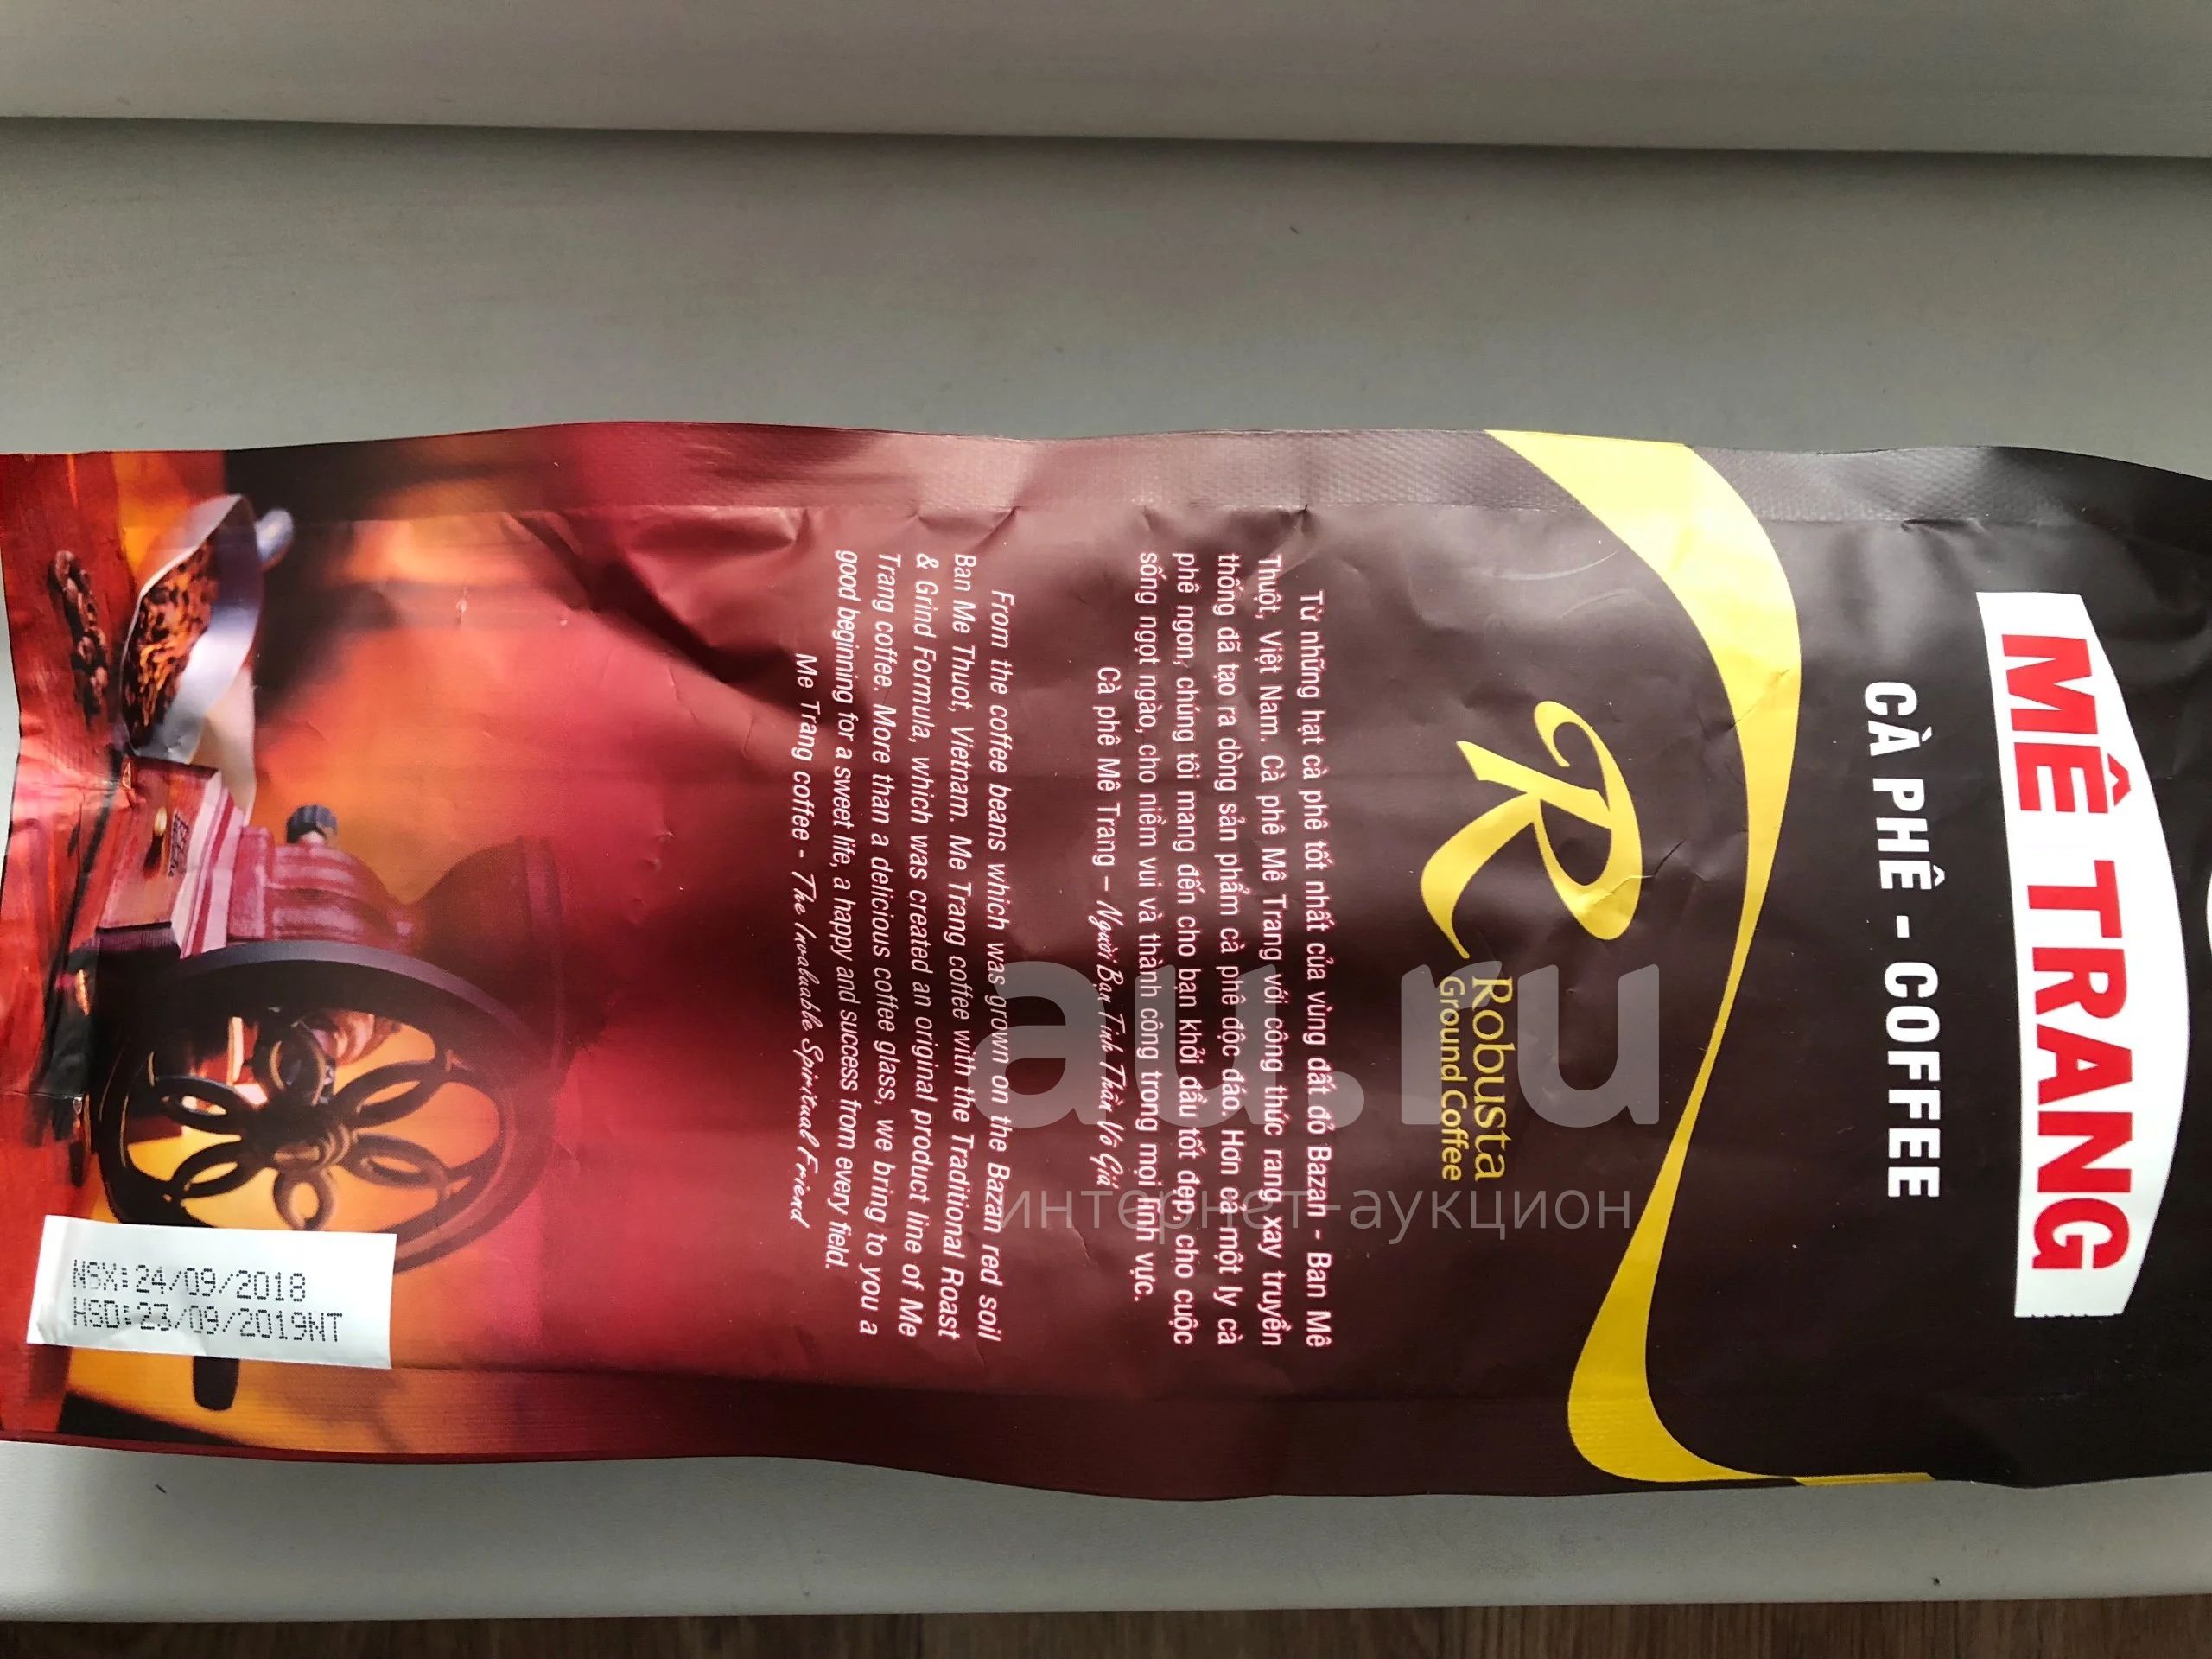 MÊ TRANG
CÀ PHÊ - COFFEE
R
Robusta
Ground Coffee
Từ những hạt cà phê tốt nhất của vùng đất đỏ Bazan - Ban Mê
Thuột, Việt Nam. Cà phê Mê Trang với công thức rang xay truyền
thống đã tạo ra dòng sản phẩm cà phê độc đáo. Hơn cả một ly cà
phê ngon, chúng tôi mang đến cho bạn khởi đầu tốt đẹp cho cuộc
sống ngọt ngào, cho niềm vui và thành công trong mọi lĩnh vực.
Cà phê Mê Trang – Người Bạn Tinh Thần Vô Giá
From the coffee beans which was grown on the Bazan red soil
Ban Me Thuot, Vietnam. Me Trang coffee with the Traditional Roast
& Grind Formula, which was created an original product line of Me
Trang coffee. More than a delicious coffee glass, we bring to you a
good beginning for a sweet life, a happy and success from every field.
Me Trang coffee - The Invaluable Spiritual Friend
NSX:24/09/2018
HSD:23/09/2019NT
au.ru
интернет-аукцион